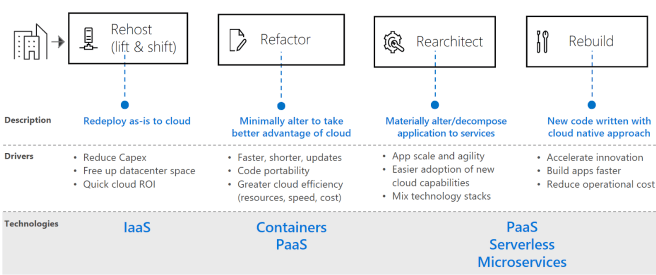 Rehost
(lift & shift)
Refactor
Rearchitect
Rebuild
Description
Redeploy as-is to cloud
Minimally alter to take
better advantage of cloud
Materially alter/decompose
application to services
New code written with
cloud native approach
Drivers
• Reduce Capex
• Free up datacenter space
• Quick cloud ROI
• Faster, shorter, updates
• Code portability
• Greater cloud efficiency
(resources, speed, cost)
• App scale and agility
• Easier adoption of new
cloud capabilities
• Mix technology stacks
• Accelerate innovation
• Build apps faster
• Reduce operational cost
Technologies
IaaS
Containers
PaaS
PaaS
Serverless
Microservices